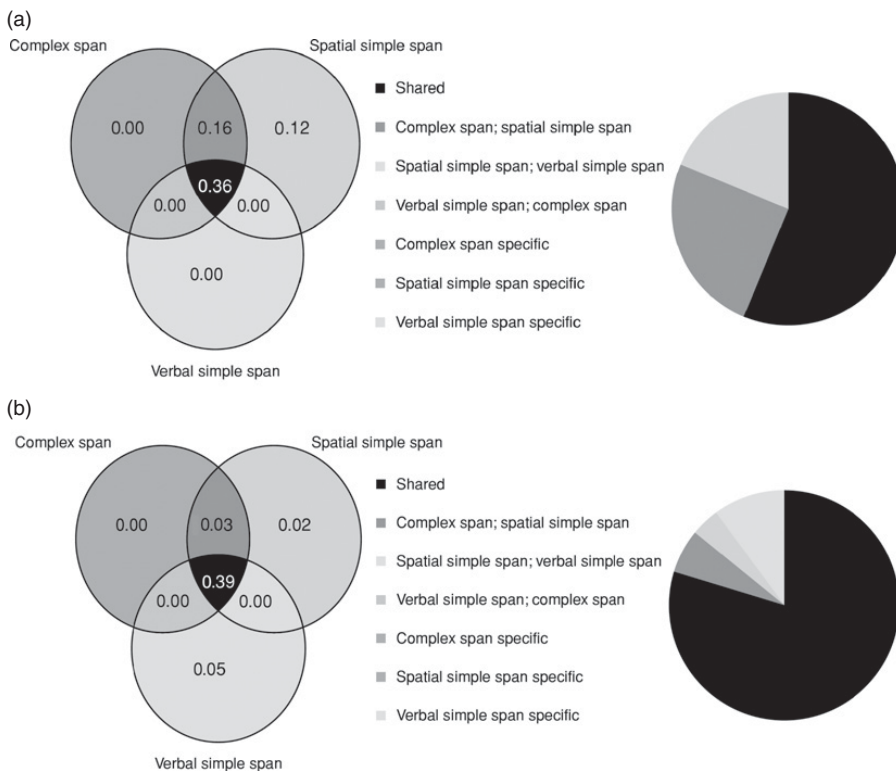 (a)
Complex span
Spatial simple span
0.00
0.16
0.12
0.36
0.00
0.00
0.00
Verbal simple span
Shared
Complex span; spatial simple span
Spatial simple span; verbal simple span
Verbal simple span; complex span
Complex span specific
Spatial simple span specific
Verbal simple span specific
(b)
Complex span
Spatial simple span
0.00
0.03
0.02
0.39
0.00
0.00
0.05
Verbal simple span
Shared
Complex span; spatial simple span
Spatial simple span; verbal simple span
Verbal simple span; complex span
Complex span specific
Spatial simple span specific
Verbal simple span specific